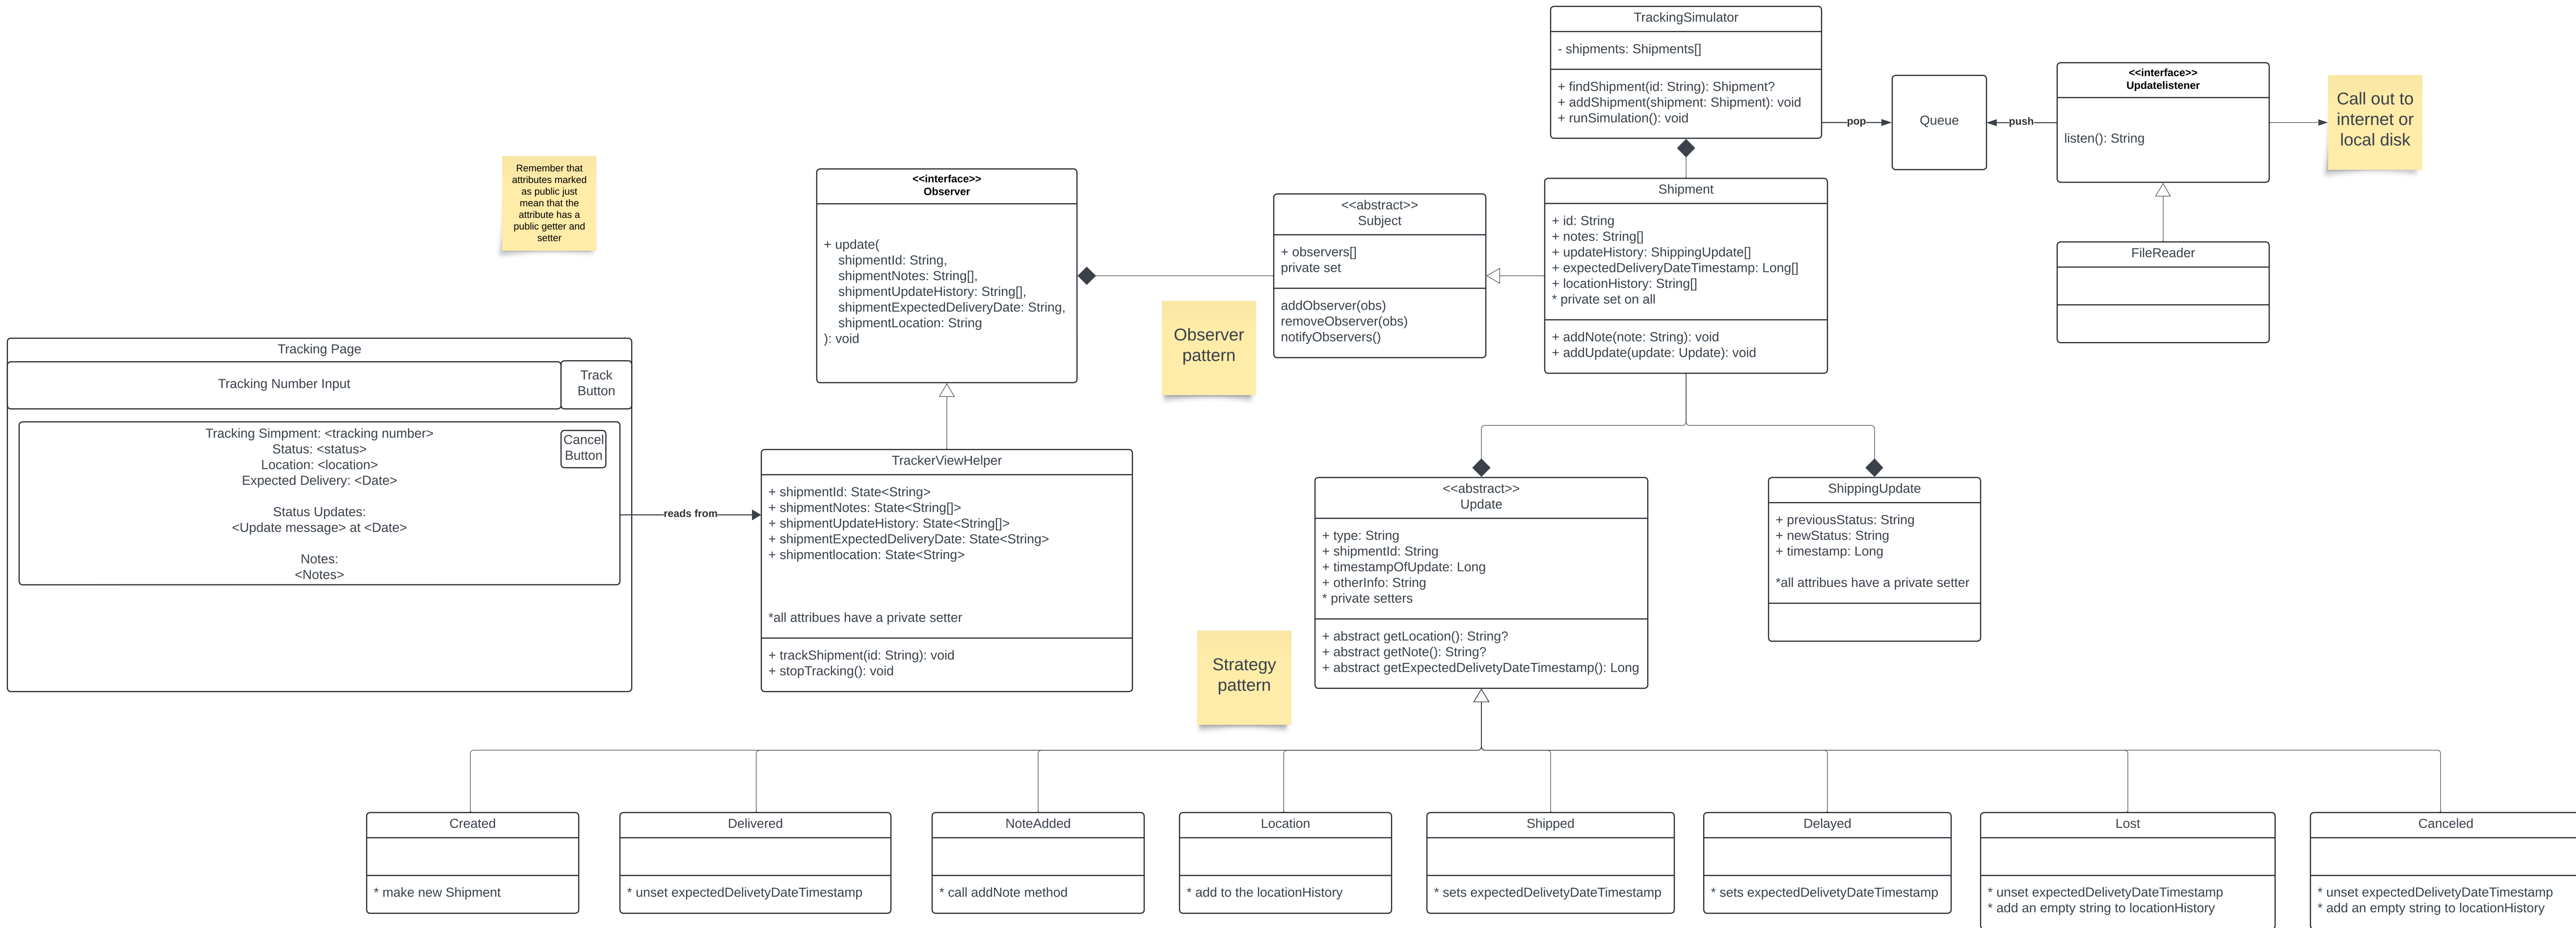 TrackingSimulator
- shipments: Shipments[]
+ findShipment(id: String): Shipment?
+ addShipment(shipment: Shipment): void
+ runSimulation(): void
pop
Queue
push
<<interface>>
Updatelistener
listen(): String
Call out to
internet or
local disk
FileReader
Remember that
attributes marked
as public just
mean that the
attribute has a
public getter and
setter
<<interface>>
Observer
+ update(
shipmentId: String,
shipmentNotes: String[],
shipmentUpdateHistory: String[],
shipmentExpectedDeliveryDate: String,
shipmentLocation: String
): void
Observer
pattern
<<abstract>>
Subject
+ observers[]
private set
addObserver(obs)
removeObserver(obs)
notifyObservers()
Shipment
+ id: String
+ notes: String[]
+ updateHistory: ShippingUpdate[]
+ expectedDeliveryDateTimestamp: Long[]
+ locationHistory: String[]
* private set on all
+ addNote(note: String): void
+ addUpdate(update: Update): void
Tracking Page
Tracking Number Input
Track
Button
Tracking Simpment: <tracking number>
Status: <status>
Location: <location>
Expected Delivery: <Date>
Status Updates:
<Update message> at <Date>
Notes:
<Notes>
Cancel
Button
reads from
TrackerViewHelper
+ shipmentId: State<String>
+ shipmentNotes: State<String[]>
+ shipmentUpdateHistory: State<String[]>
+ shipmentExpectedDeliveryDate: State<String>
+ shipmentlocation: State<String>
*all attribues have a private setter
+ trackShipment(id: String): void
+ stopTracking(): void
Strategy
pattern
<<abstract>>
Update
+ type: String
+ shipmentId: String
+ timestampOfUpdate: Long
+ otherInfo: String
* private setters
+ abstract getLocation(): String?
+ abstract getNote(): String?
+ abstract getExpectedDelivetyDateTimestamp(): Long
ShippingUpdate
+ previousStatus: String
+ newStatus: String
+ timestamp: Long
*all attribues have a private setter
Created
* make new Shipment
Delivered
* unset expectedDelivetyDateTimestamp
NoteAdded
* call addNote method
Location
* add to the locationHistory
Shipped
* sets expectedDelivetyDateTimestamp
Delayed
* sets expectedDelivetyDateTimestamp
Lost
* unset expectedDelivetyDateTimestamp
* add an empty string to locationHistory
Canceled
* unset expectedDelivetyDateTimestamp
* add an empty string to locationHistory